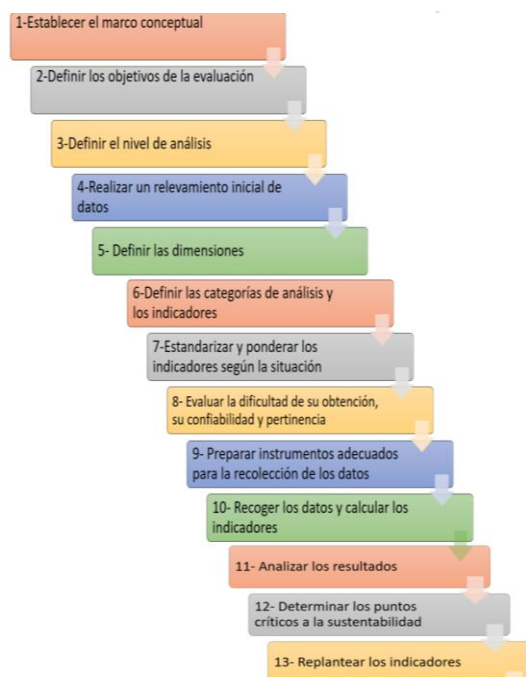 1-Establecer el marco conceptual
2-Definir los objetivos de la evaluación
3-Definir el nivel de análisis
4-Realizar un relevamiento inicial de
datos
5- Definir las dimensiones
6-Definir las categorías de análisis y
los indicadores
7-Estandarizar y ponderar los
indicadores según la situación
8- Evaluar la dificultad de su obtención,
su confiabilidad y pertinencia
9- Preparar instrumentos adecuados
para la recolección de los datos
10- Recoger los datos y calcular los
indicadores
11- Analizar los resultados
12- Determinar los puntos
críticos a la sustentabilidad
13- Replantear los indicadores